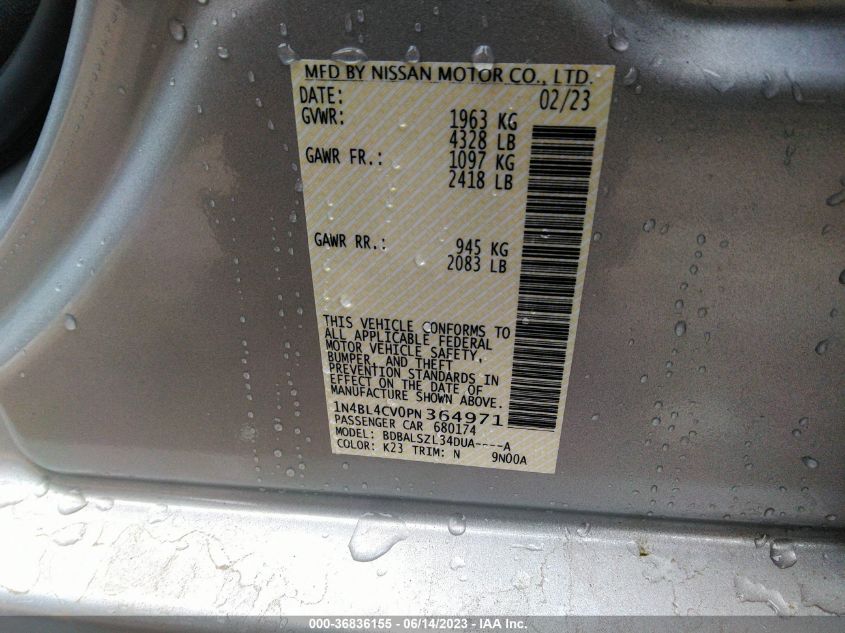 MFD BY NISSAN MOTOR CO., LTD.
DATE: 02/23
GVWR: 1963 KG
4328 LB
GAWR FR.: 1097 KG
2418 LB
GAWR RR.: 945 KG
2083 LB
THIS VEHICLE CONFORMS TO
ALL APPLICABLE FEDERAL
MOTOR VEHICLE SAFETY,
BUMPER, AND THEFT
PREVENTION STANDARDS IN
EFFECT ON THE DATE OF
MANUFACTURE SHOWN ABOVE.
1N4BL4CV0PN364971
PASSENGER CAR 680174
MODEL: BDBALSZL34DUA----A
COLOR: K23 TRIM: N 9N00A
000-36836155 - 06/14/2023 - IAA Inc.